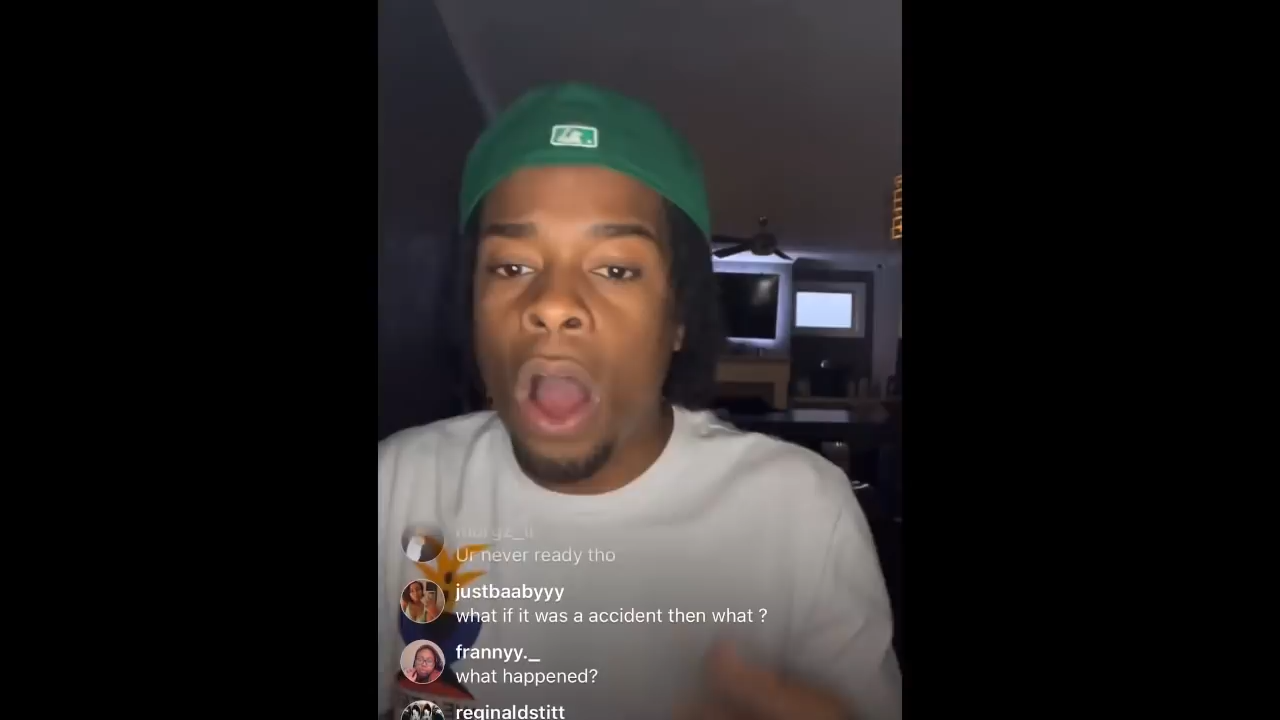 Ur never ready tho
justbaabyyy
what if it was a accident then what ?
frannyy._
what happened?
reginaldstitt